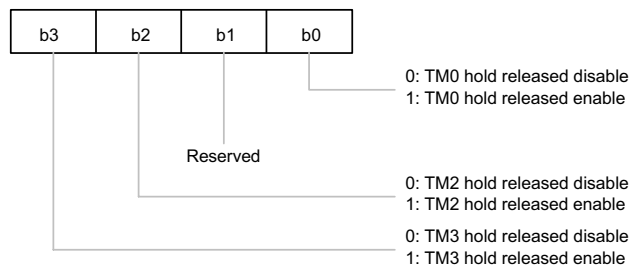 b3 b2 b1 b0
0: TM0 hold released disable
1: TM0 hold released enable
Reserved
0: TM2 hold released disable
1: TM2 hold released enable
0: TM3 hold released disable
1: TM3 hold released enable